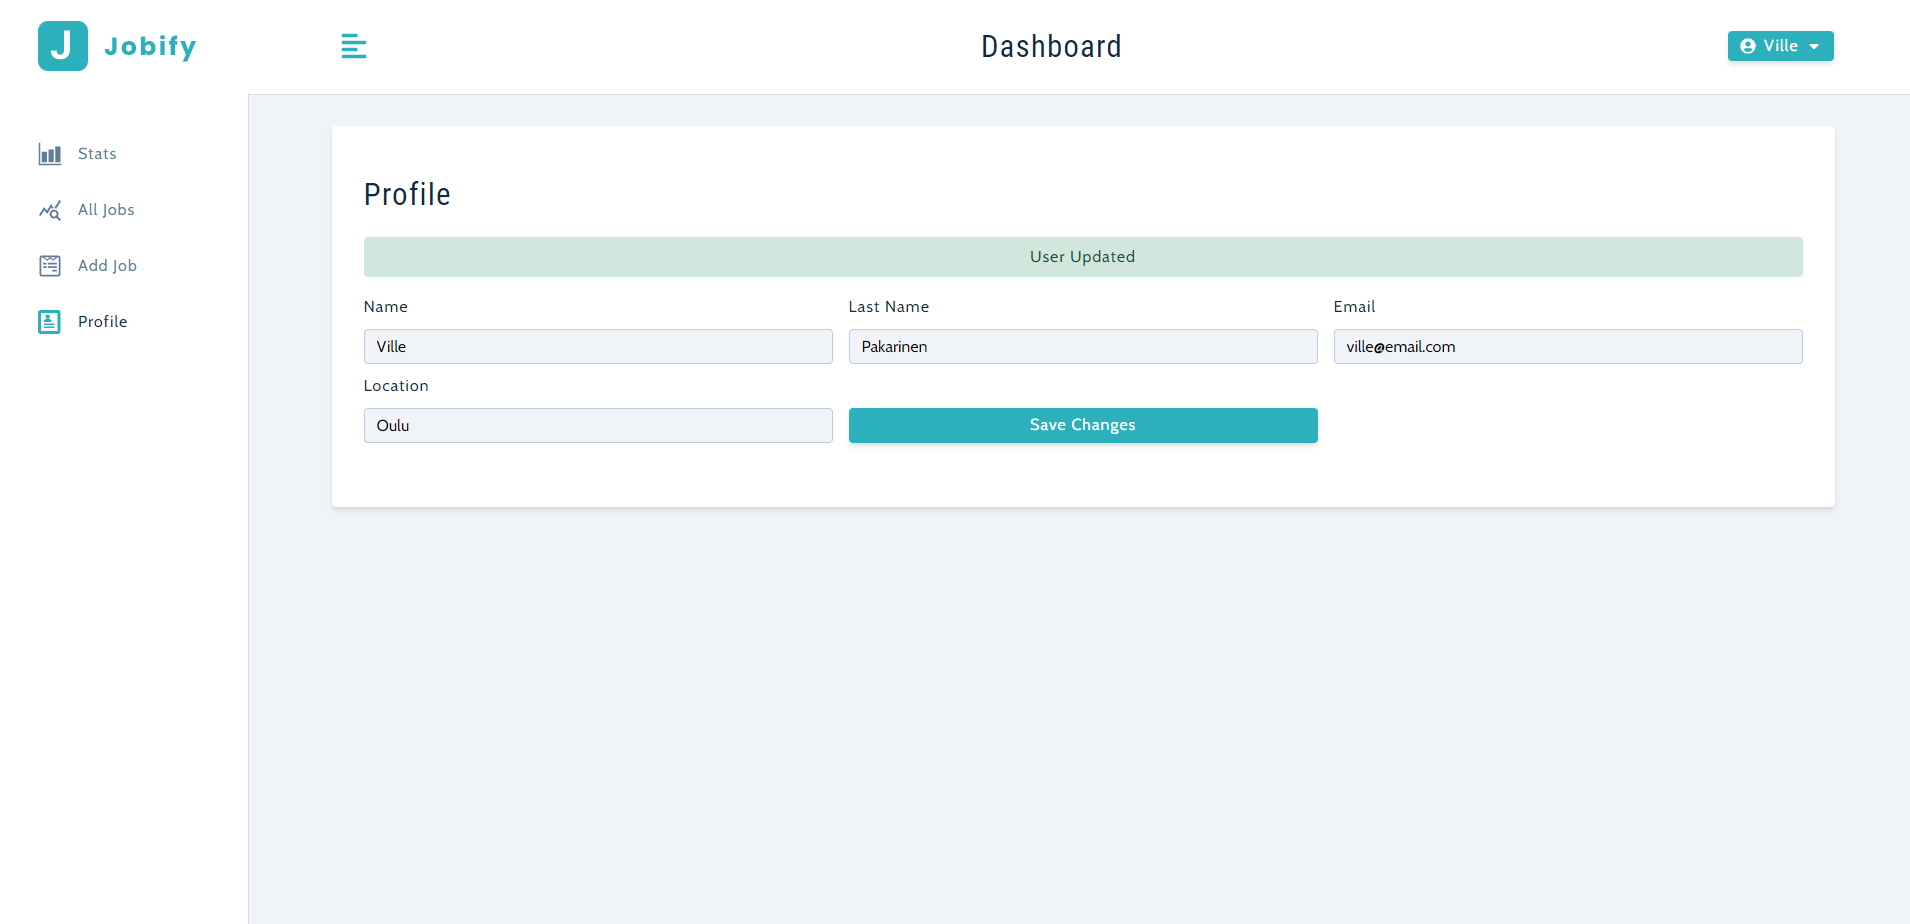 J Jobify
Dashboard
Ville
Stats
All Jobs
Add Job
Profile
Profile
User Updated
Name
Last Name
Email
Ville
Pakarinen
ville@email.com
Location
Oulu
Save Changes